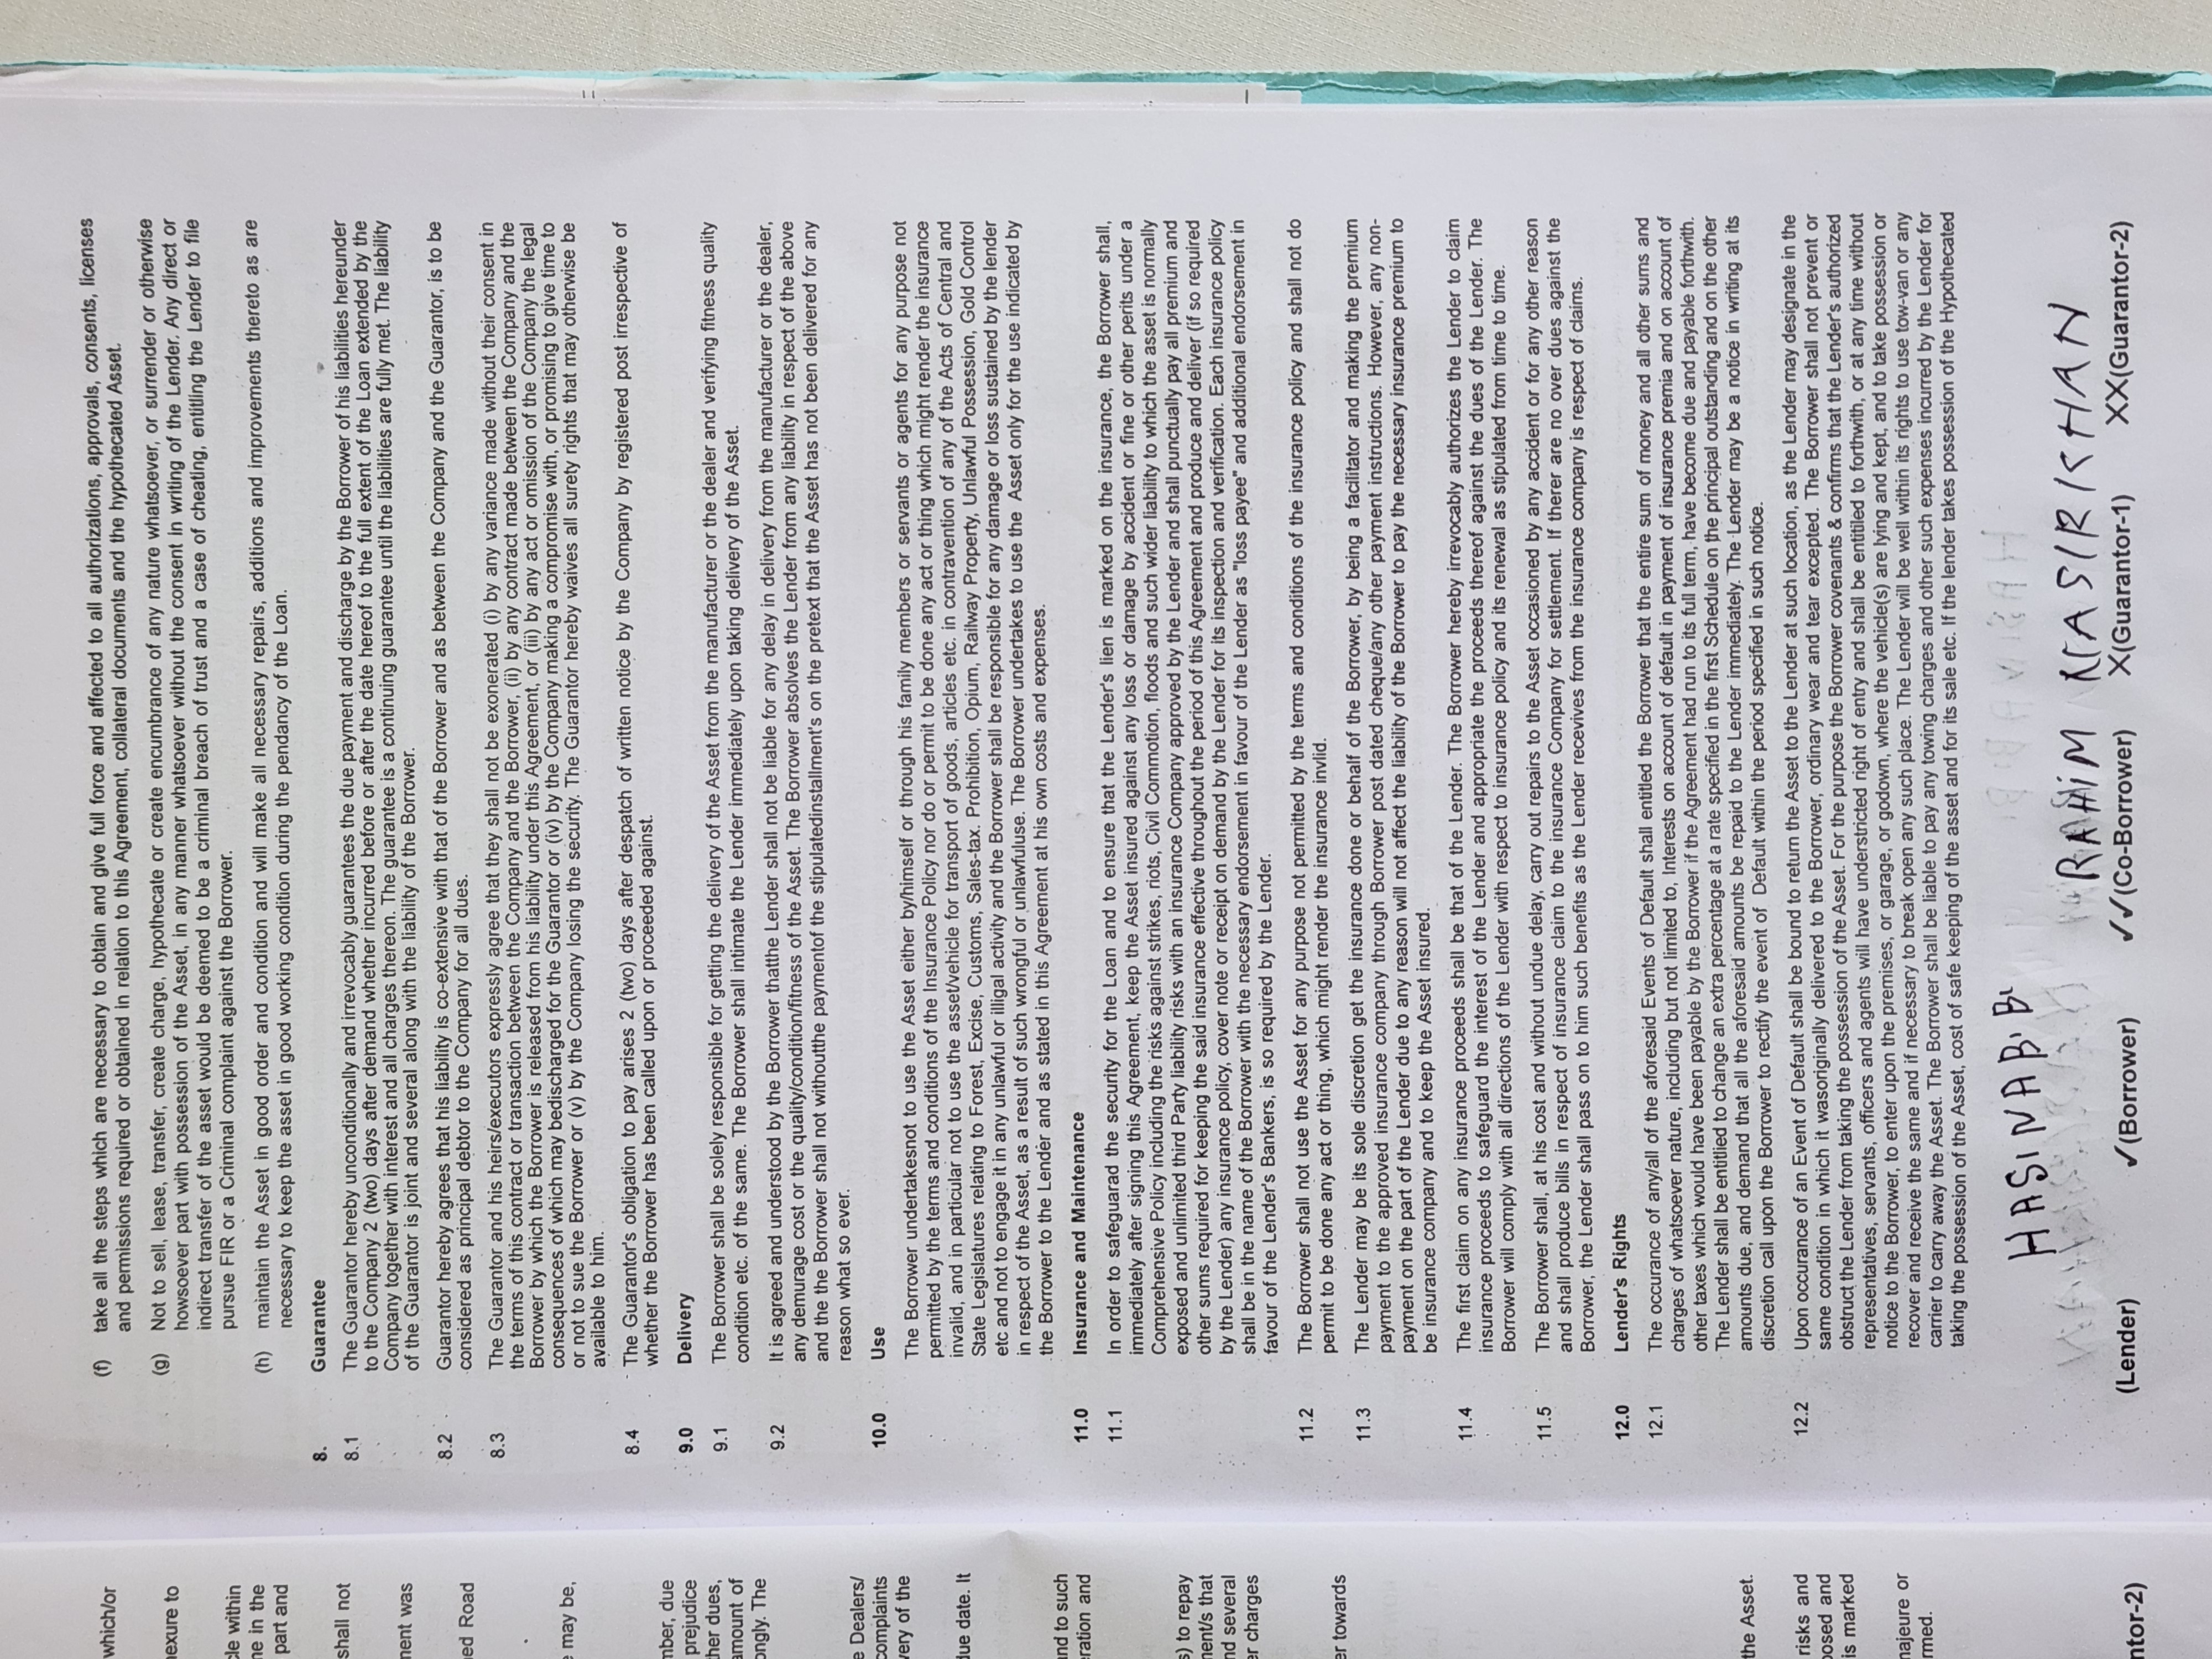 which/or
nexure to
cle within
ne in the
part and
shall not
ment was
ned Road
e may be,
mber, due
prejudice
ther dues,
amount of
ongly. The
e Dealers/
complaints
very of the
due date. It
and to such
eration and
s) to repay
ment/s that
nd several
er charges
er towards
the Asset.
risks and
posed and
is marked
majeure or
rmed.
ntor-2)
(f) take all the steps which are necessary to obtain and give full force and affected to all authorizations, approvals, consents, licenses
and permissions required or obtained in relation to this Agreement, collateral documents and the hypothecated Asset.
(g) Not to sell, lease, transfer, create charge, hypothecate or create encumbrance of any nature whatsoever, or surrender or otherwise
howsoever part with possession of the Asset, in any manner whatsoever without the consent in writing of the Lender. Any direct or
indirect transfer of the asset would be deemed to be a criminal breach of trust and a case of cheating, entitling the Lender to file
pursue FIR or a Criminal complaint against the Borrower.
(h) maintain the Asset in good order and condition and will make all necessary repairs, additions and improvements thereto as are
necessary to keep the asset in good working condition during the pendancy of the Loan.
8. Guarantee
8.1 The Guarantor hereby unconditionally and irrevocably guarantees the due payment and discharge by the Borrower of his liabilities hereunder
to the Company 2 (two) days after demand whether incurred before or after the date hereof to the full extent of the Loan extended by the
Company together with interest and all charges thereon. The guarantee is a continuing guarantee until the liabilities are fully met. The liability
of the Guarantor is joint and several along with the liability of the Borrower.
8.2 Guarantor hereby agrees that his liability is co-extensive with that of the Borrower and as between the Company and the Guarantor, is to be
considered as principal debtor to the Company for all dues.
8.3 The Guarantor and his heirs/executors expressly agree that they shall not be exonerated (i) by any variance made without their consent in
the terms of this contract or transaction between the Company and the Borrower, (ii) by any contract made between the Company and the
Borrower by which the Borrower is released from his liability under this Agreement, or (iii) by any act or omission of the Company the legal
consequences of which may bedischarged for the Guarantor or (iv) by the Company making a compromise with, or promising to give time to
or not to sue the Borrower or (v) by the Company losing the security. The Guarantor hereby waives all surety rights that may otherwise be
available to him.
8.4 The Guarantor's obligation to pay arises 2 (two) days after despatch of written notice by the Company by registered post irrespective of
whether the Borrower has been called upon or proceeded against.
9.0 Delivery
9.1 The Borrower shall be solely responsible for getting the delivery of the Asset from the manufacturer or the dealer and verifying fitness quality
condition etc. of the same. The Borrower shall intimate the Lender immediately upon taking delivery of the Asset.
9.2 It is agreed and understood by the Borrower thatthe Lender shall not be liable for any delay in delivery from the manufacturer or the dealer,
any demurage cost or the quality/condition/fitness of the Asset. The Borrower absolves the Lender from any liability in respect of the above
and the the Borrower shall not withoutthe paymentof the stipulatedinstallment's on the pretext that the Asset has not been delivered for any
reason what so ever.
10.0 Use
The Borrower undertakesnot to use the Asset either by/himself or through his family members or servants or agents for any purpose not
permitted by the terms and conditions of the Insurance Policy nor do or permit to be done any act or thing which might render the insurance
invalid, and in particular not to use the asset/vehicle for transport of goods, articles etc. in contravention of any of the Acts of Central and
State Legislatures relating to Forest, Excise, Customs, Sales-tax. Prohibition, Opium, Railway Property, Unlawful Possession, Gold Control
etc and not to engage it in any unlawful or illigal activity and the Borrower shall be responsible for any damage or loss sustained by the lender
in respect of the Asset, as a result of such wrongful or unlawfuluse. The Borrower undertakes to use the Asset only for the use indicated by
the Borrower to the Lender and as stated in this Agreement at his own costs and expenses.
11.0 Insurance and Maintenance
11.1 In order to safeguarad the security for the Loan and to ensure that the Lender's lien is marked on the insurance, the Borrower shall,
immediately after signing this Agreement, keep the Asset insured against any loss or damage by accident or fine or other perits under a
Comprehensive Policy including the risks against strikes, riots, Civil Commotion, floods and such wider liability to which the asset is normally
exposed and unlimited third Party liability risks with an insurance Company approved by the Lender and shall punctually pay all premium and
other sums required for keeping the said insurance effective throughout the period of this Agreement and produce and deliver (if so required
by the Lender) any insurance policy, cover note or receipt on demand by the Lender for its inspection and verification. Each insurance policy
shall be in the name of the Borrower with the necessary endorsement in favour of the Lender as "loss payee" and additional endorsement in
favour of the Lender's Bankers, is so required by the Lender.
11.2 The Borrower shall not use the Asset for any purpose not permitted by the terms and conditions of the insurance policy and shall not do
permit to be done any act or thing, which might render the insurance invlid.
11.3 The Lender may be its sole discretion get the insurance done or behalf of the Borrower, by being a facilitator and making the premium
payment to the approved insurance company through Borrower post dated cheque/any other payment instructions. However, any non-
payment on the part of the Lender due to any reason will not affect the liability of the Borrower to pay the necessary insurance premium to
be insurance company and to keep the Asset insured.
11.4 The first claim on any insurance proceeds shall be that of the Lender. The Borrower hereby irrevocably authorizes the Lender to claim
insurance proceeds to safeguard the interest of the Lender and appropriate the proceeds thereof against the dues of the Lender. The
Borrower will comply with all directions of the Lender with respect to insurance policy and its renewal as stipulated from time to time.
11.5 The Borrower shall, at his cost and without undue delay, carry out repairs to the Asset occasioned by any accident or for any other reason
and shall produce bills in respect of insurance claim to the insurance Company for settlement. If therer are no over dues against the
Borrower, the Lender shall pass on to him such benefits as the Lender recevives from the insurance company is respect of claims.
12.0 Lender's Rights
12.1 The occurance of any/all of the aforesaid Events of Default shall entitled the Borrower that the entire sum of money and all other sums and
charges of whatsoever nature, including but not limited to, Interests on account of default in payment of insurance premia and on account of
other taxes which would have been payable by the Borrower if the Agreement had run to its full term, have become due and payable forthwith.
The Lender shall be entitlied to change an extra percentage at a rate specified in the first Schedule on the principal outstanding and on the other
amounts due, and demand that all the aforesaid amounts be repaid to the Lender immediately. The Lender may be a notice in writing at its
discretion call upon the Borrower to rectify the event of Default within the period specified in such notice.
12.2 Upon occurance of an Event of Default shall be bound to return the Asset to the Lender at such location, as the Lender may designate in the
same condition in which it wasoriginally delivered to the Borrower, ordinary wear and tear excepted. The Borrower shall not prevent or
obstruct the Lender from taking the possession of the Asset. For the purpose the Borrower covenants & confirms that the Lender's authorized
representatives, servants, officers and agents will have understricted right of entry and shall be entitiled to forthwith, or at any time without
notice to the Borrower, to enter upon the premises, or garage, or godown, where the vehicle(s) are lying and kept, and to take possession or
recover and receive the same and if necessary to break open any such place. The Lender will be well within its rights to use tow-van or any
carrier to carry away the Asset. The Borrower shall be liable to pay any towing charges and other such expenses incurred by the Lender for
taking the possession of the Asset, cost of safe keeping of the asset and for its sale etc. If the lender takes possession of the Hypothecated
HASINABIBI
RAHIM NASIRKHAN
(Lender) ✓(Borrower) ✓✓(Co-Borrower) X(Guarantor-1) XX(Guarantor-2)